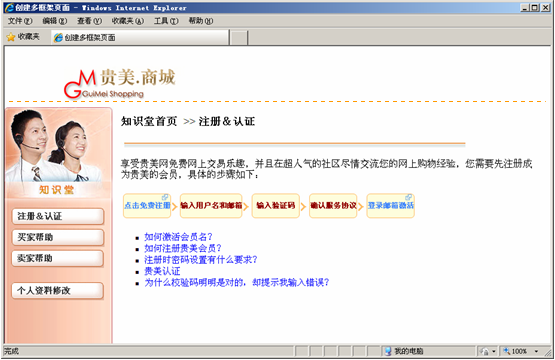 创建多框架页面 - Windows Internet Explorer
文件(F) 编辑(E) 查看(V) 收藏夹(A) 工具(T) 帮助(H)
收藏夹 创建多框架页面
GM 贵美.商城
GuiMei Shopping
知识堂首页 >> 注册&认证
享受贵美网免费网上交易乐趣，并且在超人气的社区尽情交流您的网上购物经验，您需要先注册成
为贵美的会员，具体的步骤如下：
知识堂
点击免费注册 输入用户名和邮箱 输入验证码 确认服务协议 登录邮箱激活
注册&认证
买家帮助
卖家帮助
个人资料修改
如何激活会员名？
如何注册贵美会员？
注册时密码设置有什么要求？
贵美认证
为什么校验码明明是对的，却提示我输入错误？
完成 我的电脑 100%